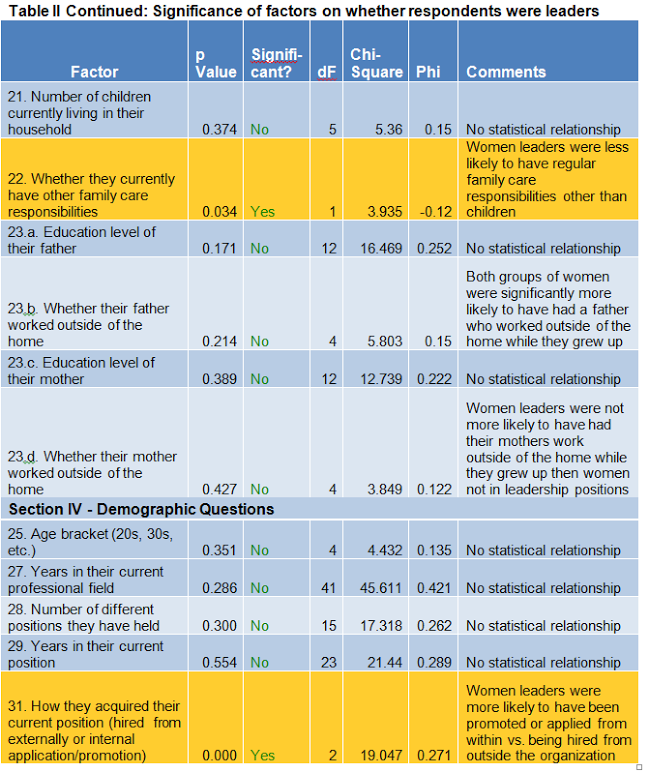 Table II Continued: Significance of factors on whether respondents were leaders
Factor
p
Value
Signifi-
cant?
dF
Chi-
Square
Phi
Comments
21. Number of children
currently living in their
household
0.374 No 5 5.36 0.15 No statistical relationship
22. Whether they currently
have other family care
responsibilities
0.034 Yes 1 3.935 -0.12
Women leaders were less
likely to have regular
family care
responsibilities other than
children
23.a. Education level of
their father
0.171 No 12 16.469 0.252 No statistical relationship
23.b. Whether their father
worked outside of the
home
0.214 No 4 5.803 0.15
Both groups of women
were significantly more
likely to have had a father
who worked outside of the
home while they grew up
23.c. Education level of
their mother
0.389 No 12 12.739 0.222 No statistical relationship
23.d. Whether their mother
worked outside of the
home
0.427 No 4 3.849 0.122
Women leaders were not
more likely to have had
their mothers work
outside of the home while
they grew up then women
not in leadership positions
Section IV - Demographic Questions
25. Age bracket (20s, 30s,
etc.)
0.351 No 4 4.432 0.135 No statistical relationship
27. Years in their current
professional field
0.286 No 41 45.611 0.421 No statistical relationship
28. Number of different
positions they have held
0.300 No 15 17.318 0.262 No statistical relationship
29. Years in their current
position
0.554 No 23 21.44 0.289 No statistical relationship
31. How they acquired their
current position (hired from
externally or internal
application/promotion)
0.000 Yes 2 19.047 0.271
Women leaders were
more likely to have been
promoted or applied from
within vs. being hired from
outside the organization